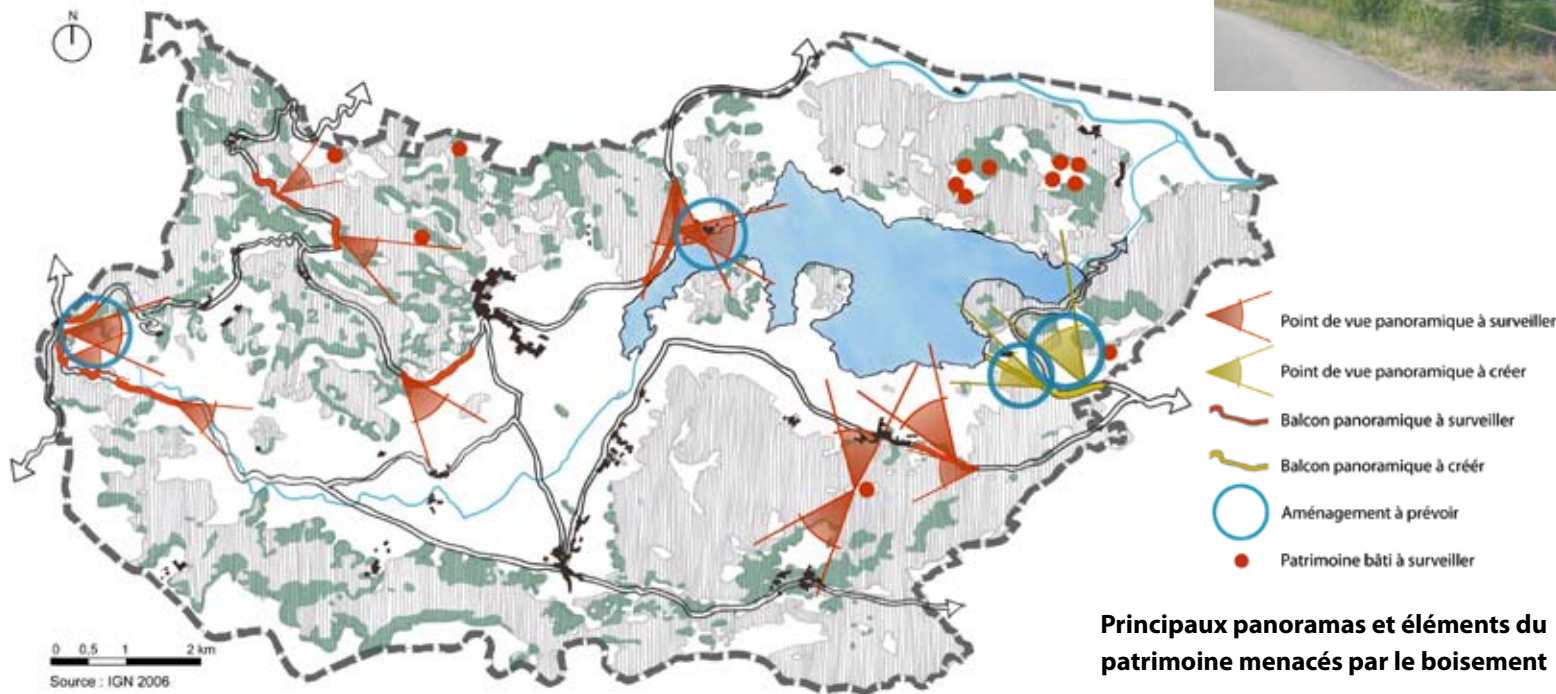 N
2
0 0,5 1 2 km
Source : IGN 2006
Point de vue panoramique à surveiller
Point de vue panoramique à créer
Balcon panoramique à surveiller
Balcon panoramique à créér
Aménagement à prévoir
Patrimoine bâti à surveiller
Principaux panoramas et éléments du
patrimoine menacés par le boisement